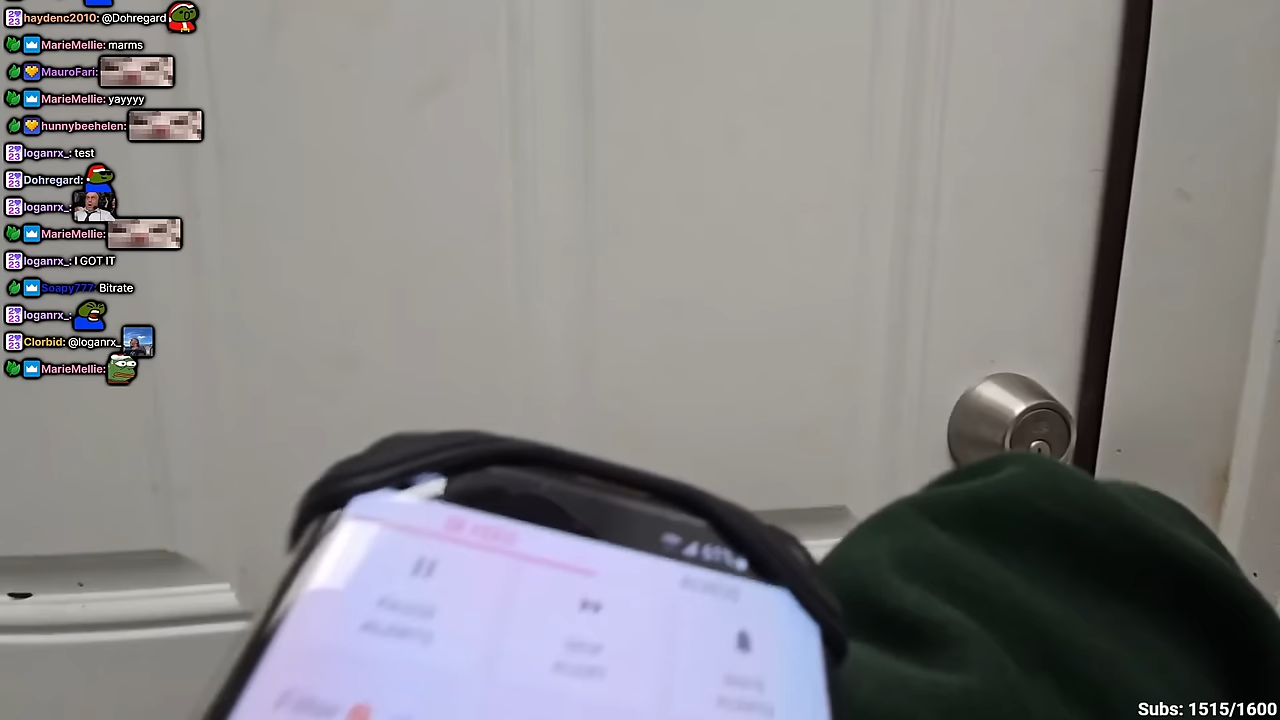 haydenc2010: @Dohregard
MarieMellie: marms
MauroFari:
MarieMellie: yayyyy
hunnybeehelen:
loganrx_: test
Dohregard:
loganrx_:
MarieMellie:
loganrx_: I GOT IT
Soapy777: Bitrate
loganrx_:
Clorbid: @loganrx_
MarieMellie:
Subs: 1515/1600